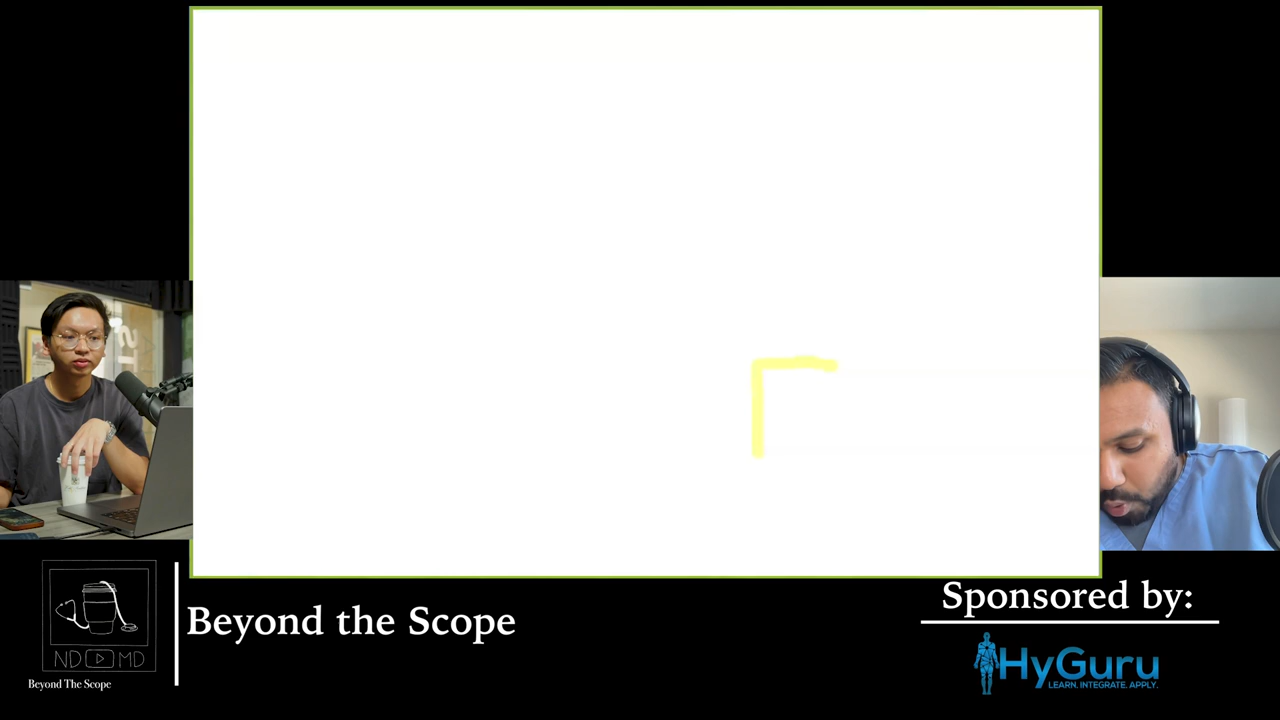 ND MD
Beyond The Scope
Beyond the Scope
Sponsored by:
HyGuru
LEARN. INTEGRATE. APPLY.